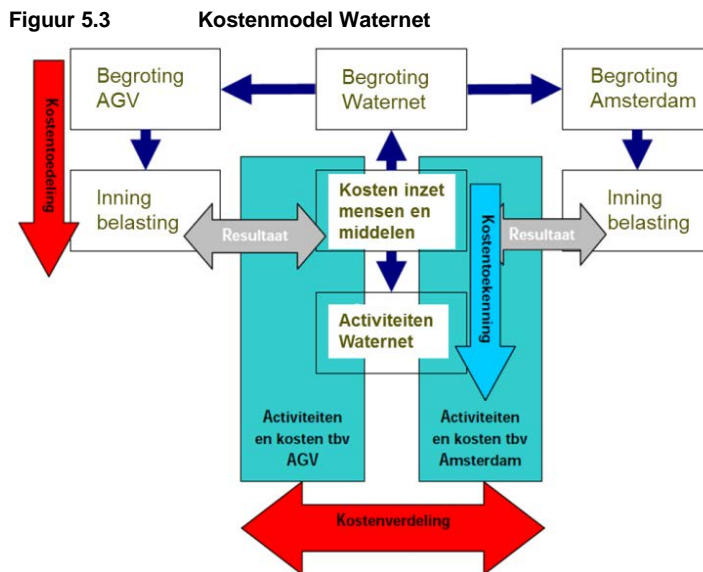 Figuur 5.3 Kostenmodel Waternet
Begroting
AGV
Begroting
Waternet
Begroting
Amsterdam
Kostentoedeling
Inning
belasting
Resultaat
Kosten inzet
mensen en
middelen
Kostentoekenning
Resultaat
Inning
belasting
Activiteiten
Waternet
Activiteiten
en kosten tbv
AGV
Activiteiten
en kosten tbv
Amsterdam
Kostenverdeling